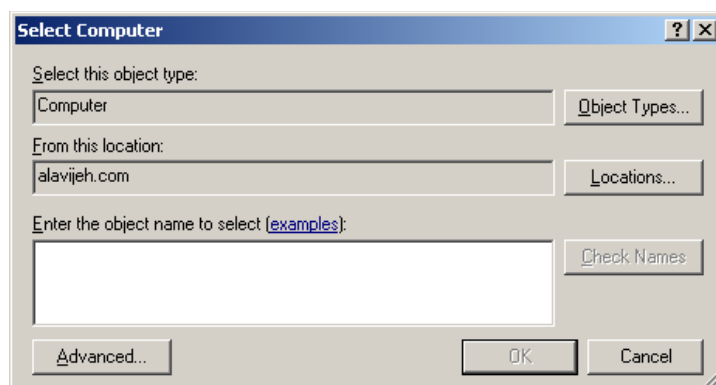 Select Computer
Select this object type:
Computer
Object Types...
From this location:
alavijeh.com
Locations...
Enter the object name to select (examples):
Check Names
Advanced...
OK
Cancel